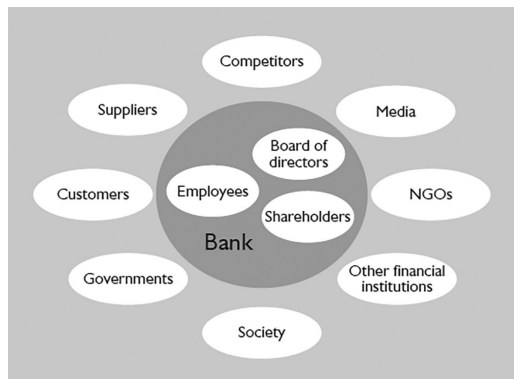 Competitors
Suppliers
Media
Board of
directors
Customers
Employees
NGOs
Shareholders
Bank
Governments
Other financial
institutions
Society